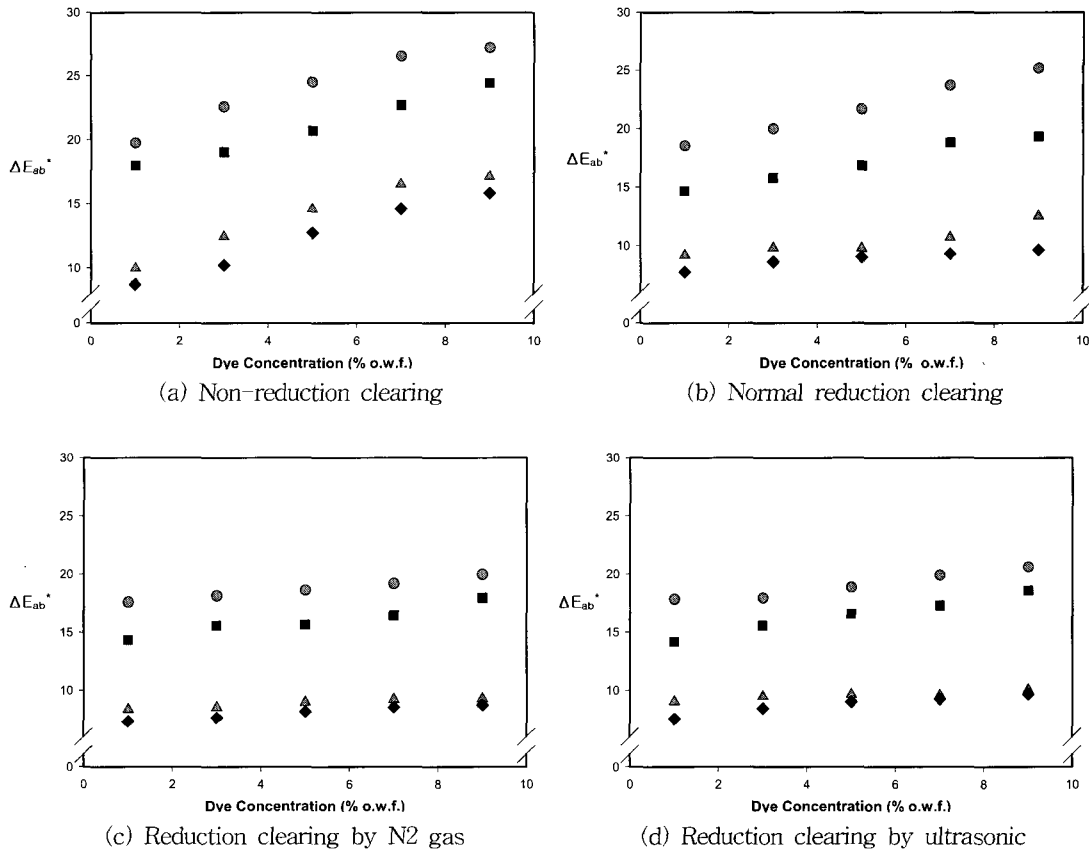 30
25
20
ΔEab*
15
10
0
0 2 4 6 8 10
Dye Concentration (% o.w.f.)
(a) Non-reduction clearing
30
25
20
ΔEab*
15
10
0
0 2 4 6 8 10
Dye Concentration (% o.w.f.)
(b) Normal reduction clearing
30
25
20
ΔEab*
15
10
0
0 2 4 6 8 10
Dye Concentration (% o.w.f.)
(c) Reduction clearing by N2 gas
30
25
20
ΔEab*
15
10
0
0 2 4 6 8 10
Dye Concentration (% o.w.f.)
(d) Reduction clearing by ultrasonic